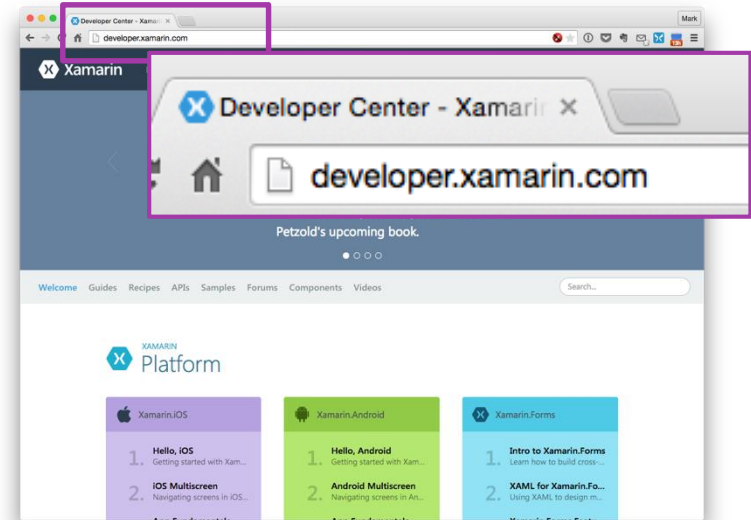 Developer Center - Xamari
Mark
developer.xamarin.com
Xamarin
Developer Center - Xamarin
developer.xamarin.com
Petzold's upcoming book.
Welcome Guides Recipes APIs Samples Forums Components Videos Search...
XAMARIN
Platform
Xamarin.iOS
1. Hello, iOS
Getting started with Xam...
2. iOS Multiscreen
Navigating screens in iOS...
Xamarin.Android
1. Hello, Android
Getting started with Xam...
2. Android Multiscreen
Navigating screens in An...
Xamarin.Forms
1. Intro to Xamarin.Forms
Learn how to build cross-...
2. XAML for Xamarin.Fo...
Using XAML to design m...